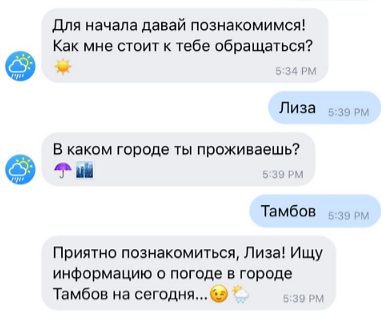 Для начала давай познакомимся!
Как мне стоит к тебе обращаться?
☀️
5:34 PM
Лиза
5:39 PM
В каком городе ты проживаешь?
☂️🏙️
5:39 PM
Тамбов
5:39 PM
Приятно познакомиться, Лиза! Ищу
информацию о погоде в городе
Тамбов на сегодня...😉🌦️
5:39 PM